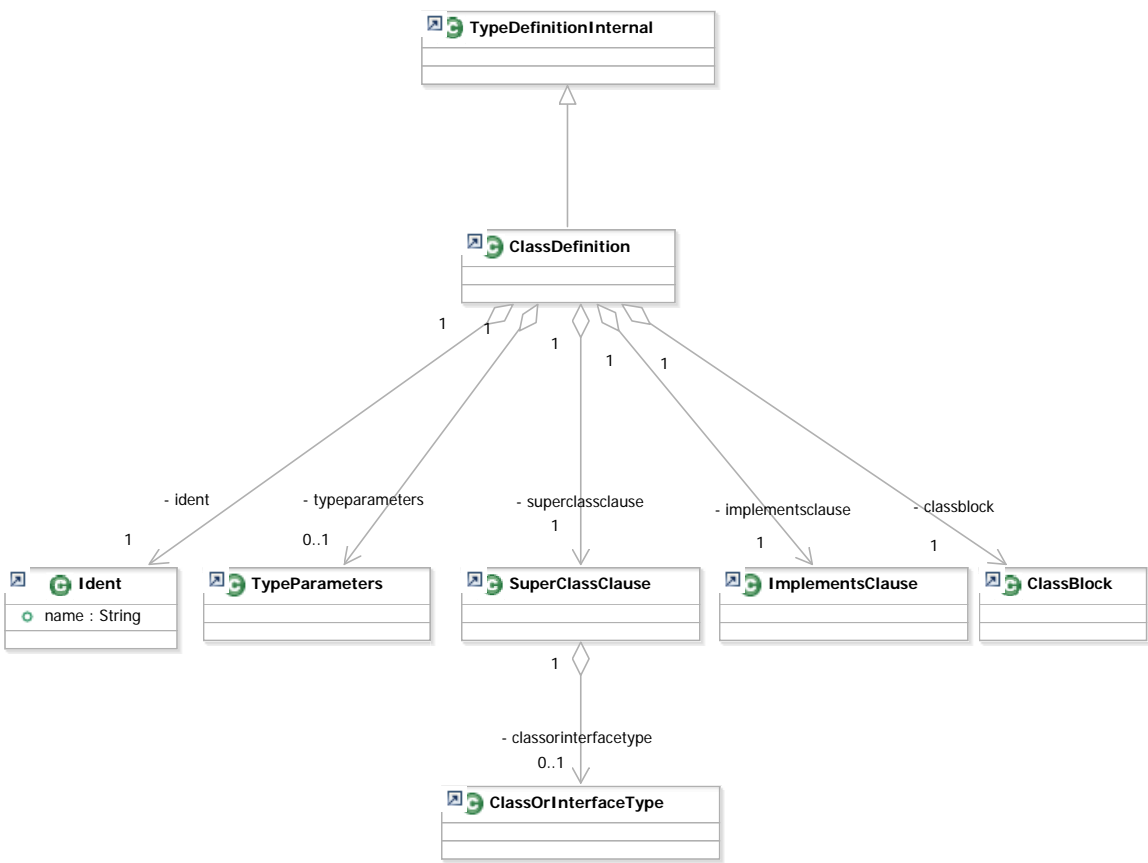 TypeDefinitionInternal
ClassDefinition
1
1
1
1
1
- ident
- typeparameters
- superclassclause
- implementsclause
- classblock
1
0..1
1
1
1
Ident
TypeParameters
SuperClassClause
ImplementsClause
ClassBlock
name : String
1
- classorinterfacetype
0..1
ClassOrInterfaceType